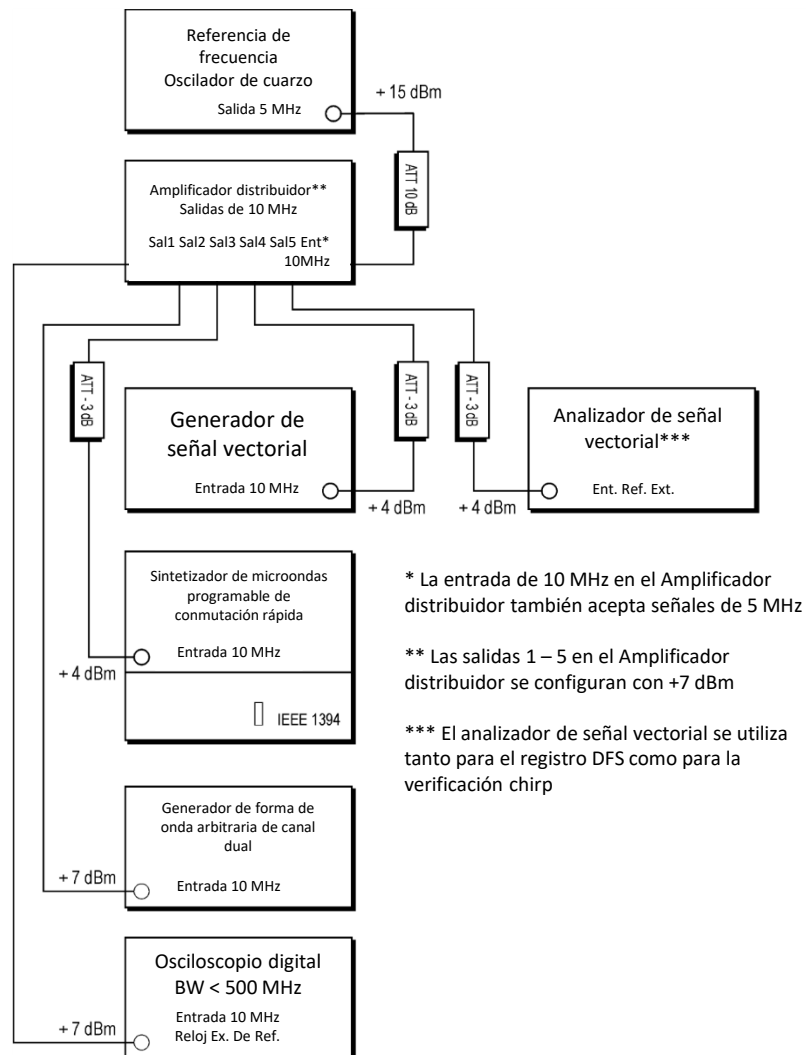 Referencia de
frecuencia
Oscilador de cuarzo
Salida 5 MHz
+ 15 dBm
ATT 10 dB
Amplificador distribuidor**
Salidas de 10 MHz
Sal1 Sal2 Sal3 Sal4 Sal5 Ent*
10MHz
ATT - 3 dB
ATT - 3 dB
ATT - 3 dB
Generador de
señal vectorial
Entrada 10 MHz
+ 4 dBm
Analizador de señal
vectorial***
Ent. Ref. Ext.
+ 4 dBm
Sintetizador de microondas
programable de
conmutación rápida
Entrada 10 MHz
+ 4 dBm
IEEE 1394
* La entrada de 10 MHz en el Amplificador
distribuidor también acepta señales de 5 MHz
** Las salidas 1 – 5 en el Amplificador
distribuidor se configuran con +7 dBm
*** El analizador de señal vectorial se utiliza
tanto para el registro DFS como para la
verificación chirp
Generador de forma de
onda arbitraria de canal
dual
Entrada 10 MHz
+ 7 dBm
Osciloscopio digital
BW < 500 MHz
Entrada 10 MHz
Reloj Ex. De Ref.
+ 7 dBm